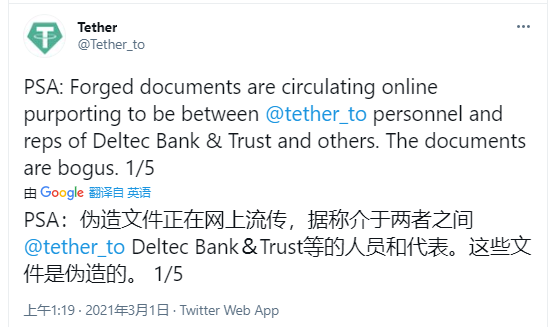 Tether
@Tether_to
PSA: Forged documents are circulating online
purporting to be between @tether_to personnel and
reps of Deltec Bank & Trust and others. The documents
are bogus. 1/5
由 Google 翻译自 英语
PSA：伪造文件正在网上流传，据称介于两者之间
@tether_to Deltec Bank＆Trust等的人员和代表。这些文
件是伪造的。 1/5
上午1:19 · 2021年3月1日 · Twitter Web App